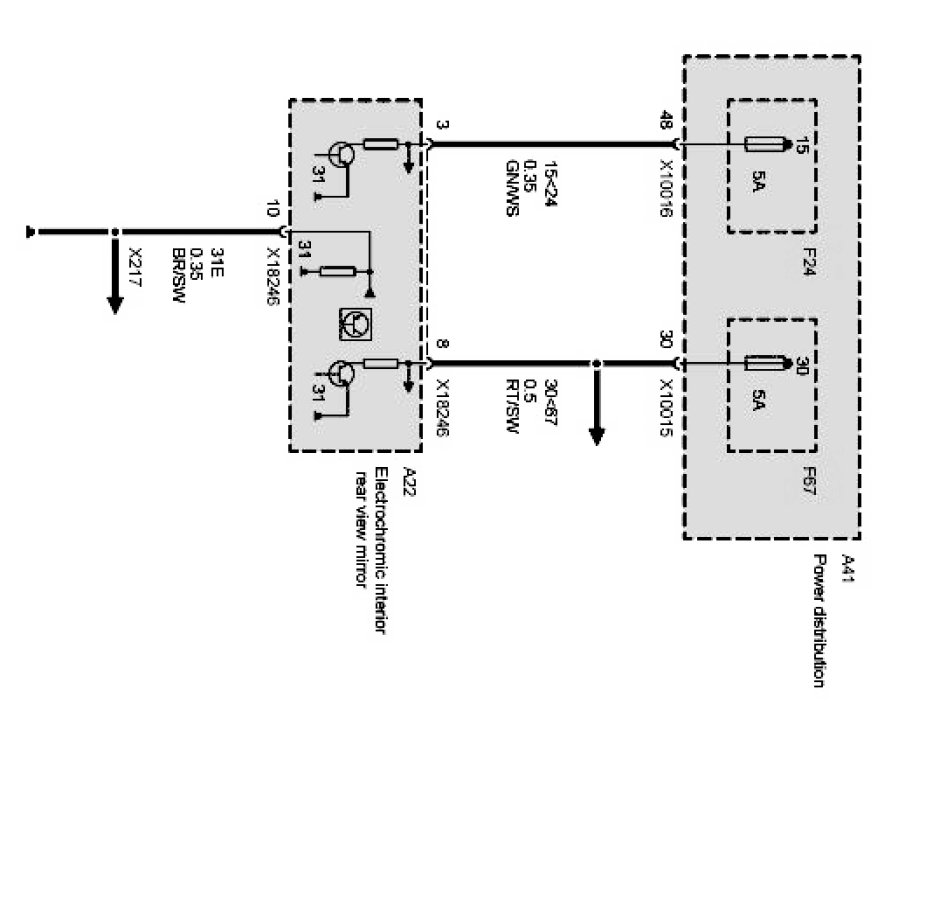 A41
Power distribution
F24
15
5A
F67
30
5A
48
X10016
30
X10015
15<24
0.35
GN/WS
30<67
0.5
RT/SW
3
8
X18246
A22
Electrochromic interior
rear view mirror
31
31
31
10
X18246
31E
0.35
BR/SW
X217